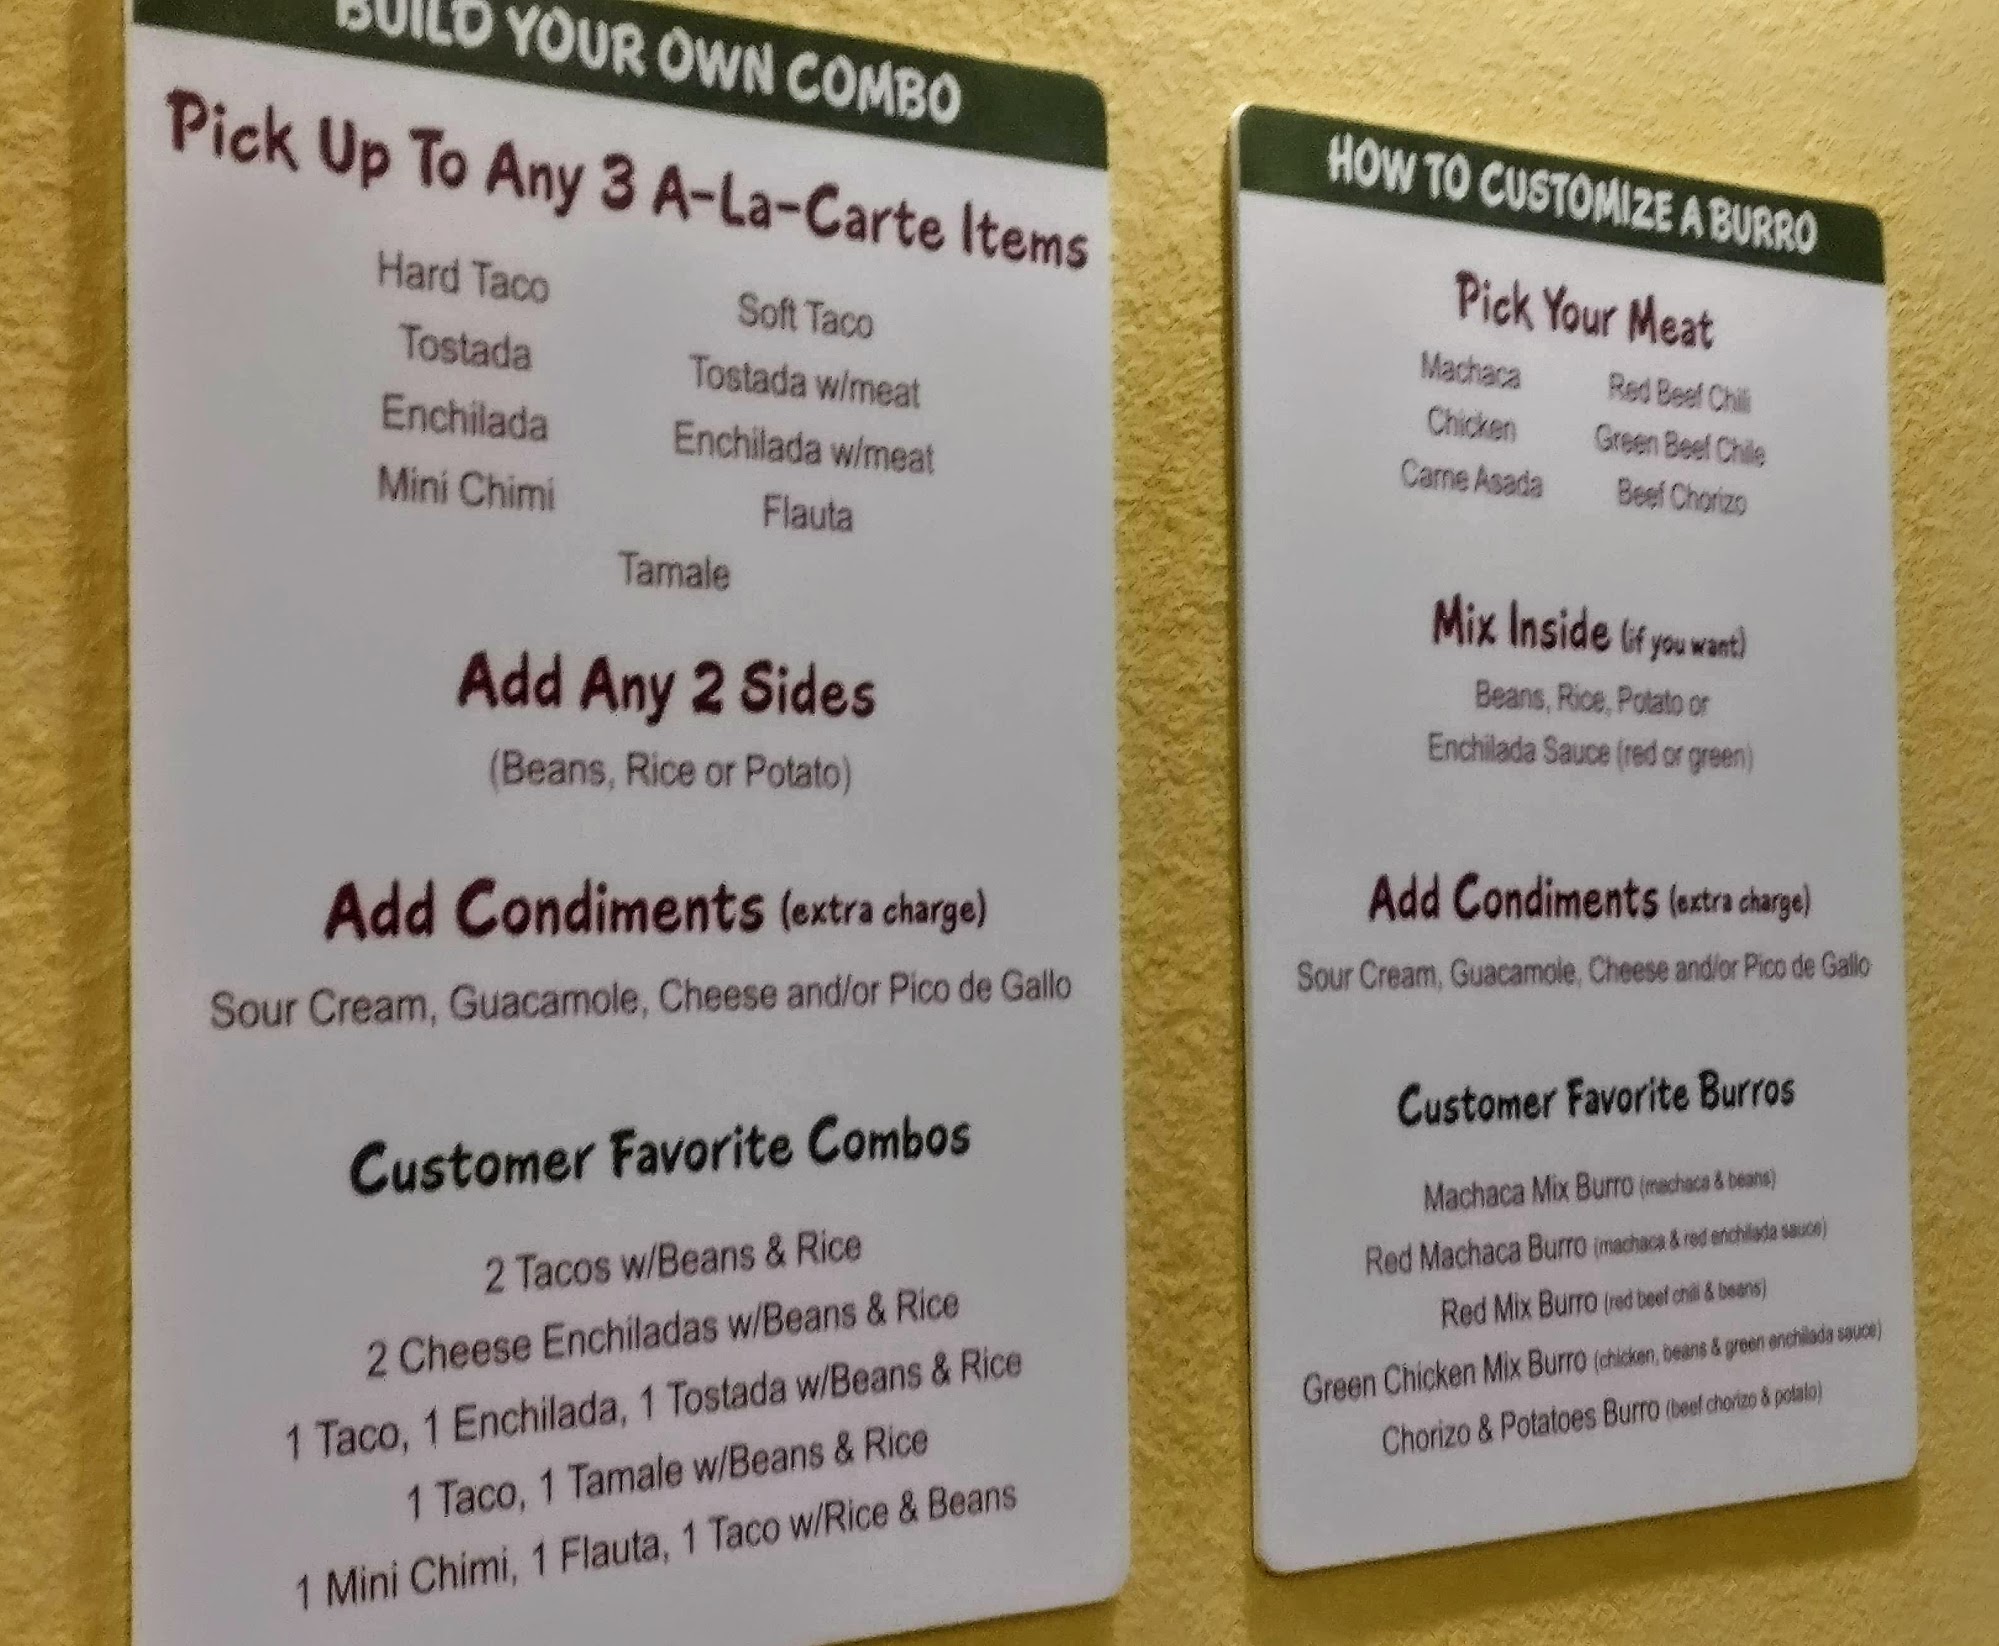 BUILD YOUR OWN COMBO
Pick Up To Any 3 A-La-Carte Items
Hard Taco
Soft Taco
Tostada
Tostada w/meat
Enchilada
Enchilada w/meat
Mini Chimi
Flauta
Tamale
Add Any 2 Sides
(Beans, Rice or Potato)
Add Condiments (extra charge)
Sour Cream, Guacamole, Cheese and/or Pico de Gallo
Customer Favorite Combos
2 Tacos w/Beans & Rice
2 Cheese Enchiladas w/Beans & Rice
1 Taco, 1 Enchilada, 1 Tostada w/Beans & Rice
1 Taco, 1 Tamale w/Beans & Rice
1 Mini Chimi, 1 Flauta, 1 Taco w/Rice & Beans
HOW TO CUSTOMIZE A BURRO
Pick Your Meat
Machaca
Red Beef Chili
Chicken
Green Beef Chile
Carne Asada
Beef Chorizo
Mix Inside (if you want)
Beans, Rice, Potato or
Enchilada Sauce (red or green)
Add Condiments (extra charge)
Sour Cream, Guacamole, Cheese and/or Pico de Gallo
Customer Favorite Burros
Machaca Mix Burro (machaca & beans)
Red Machaca Burro (machaca & red enchilada sauce)
Red Mix Burro (red beef chili & beans)
Green Chicken Mix Burro (chicken, beans & green enchilada sauce)
Chorizo & Potatoes Burro (beef chorizo & potato)